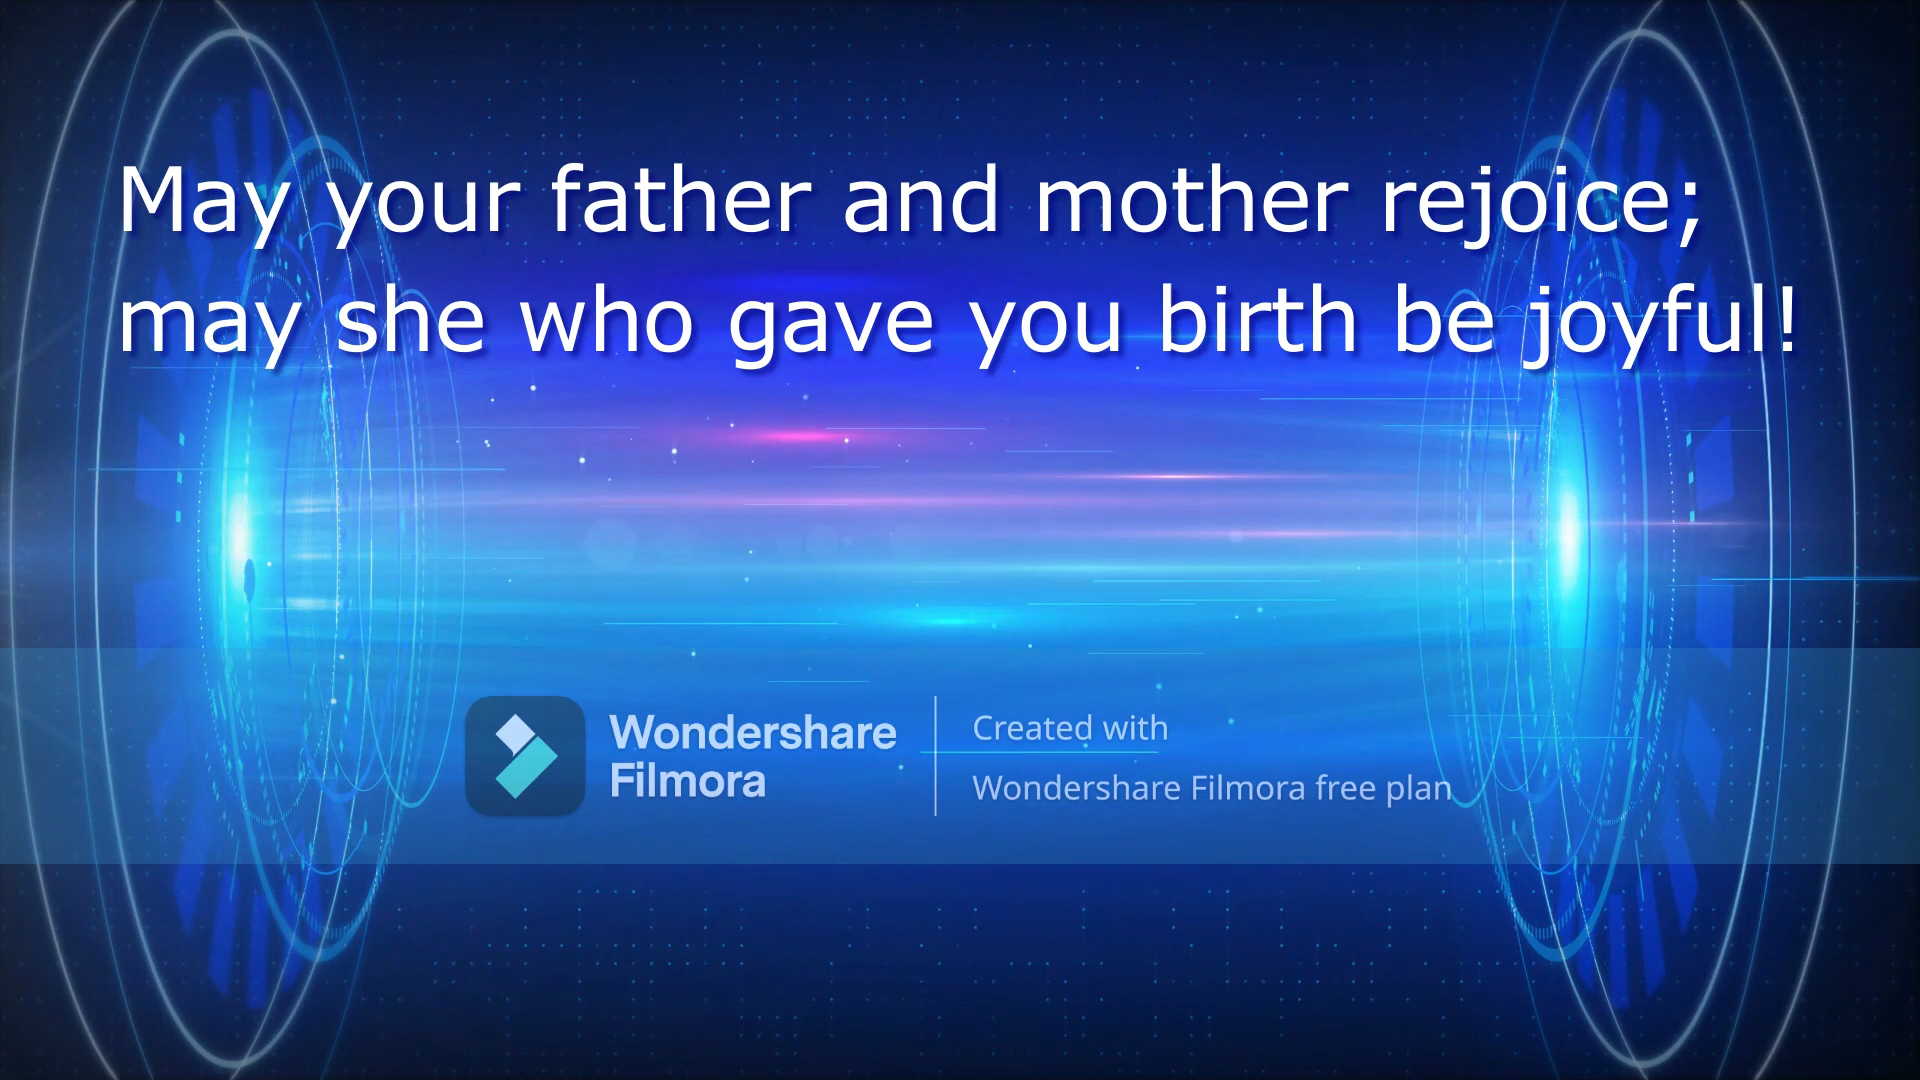 May your father and mother rejoice;
may she who gave you birth be joyful!
Wondershare
Filmora
Created with
Wondershare Filmora free plan